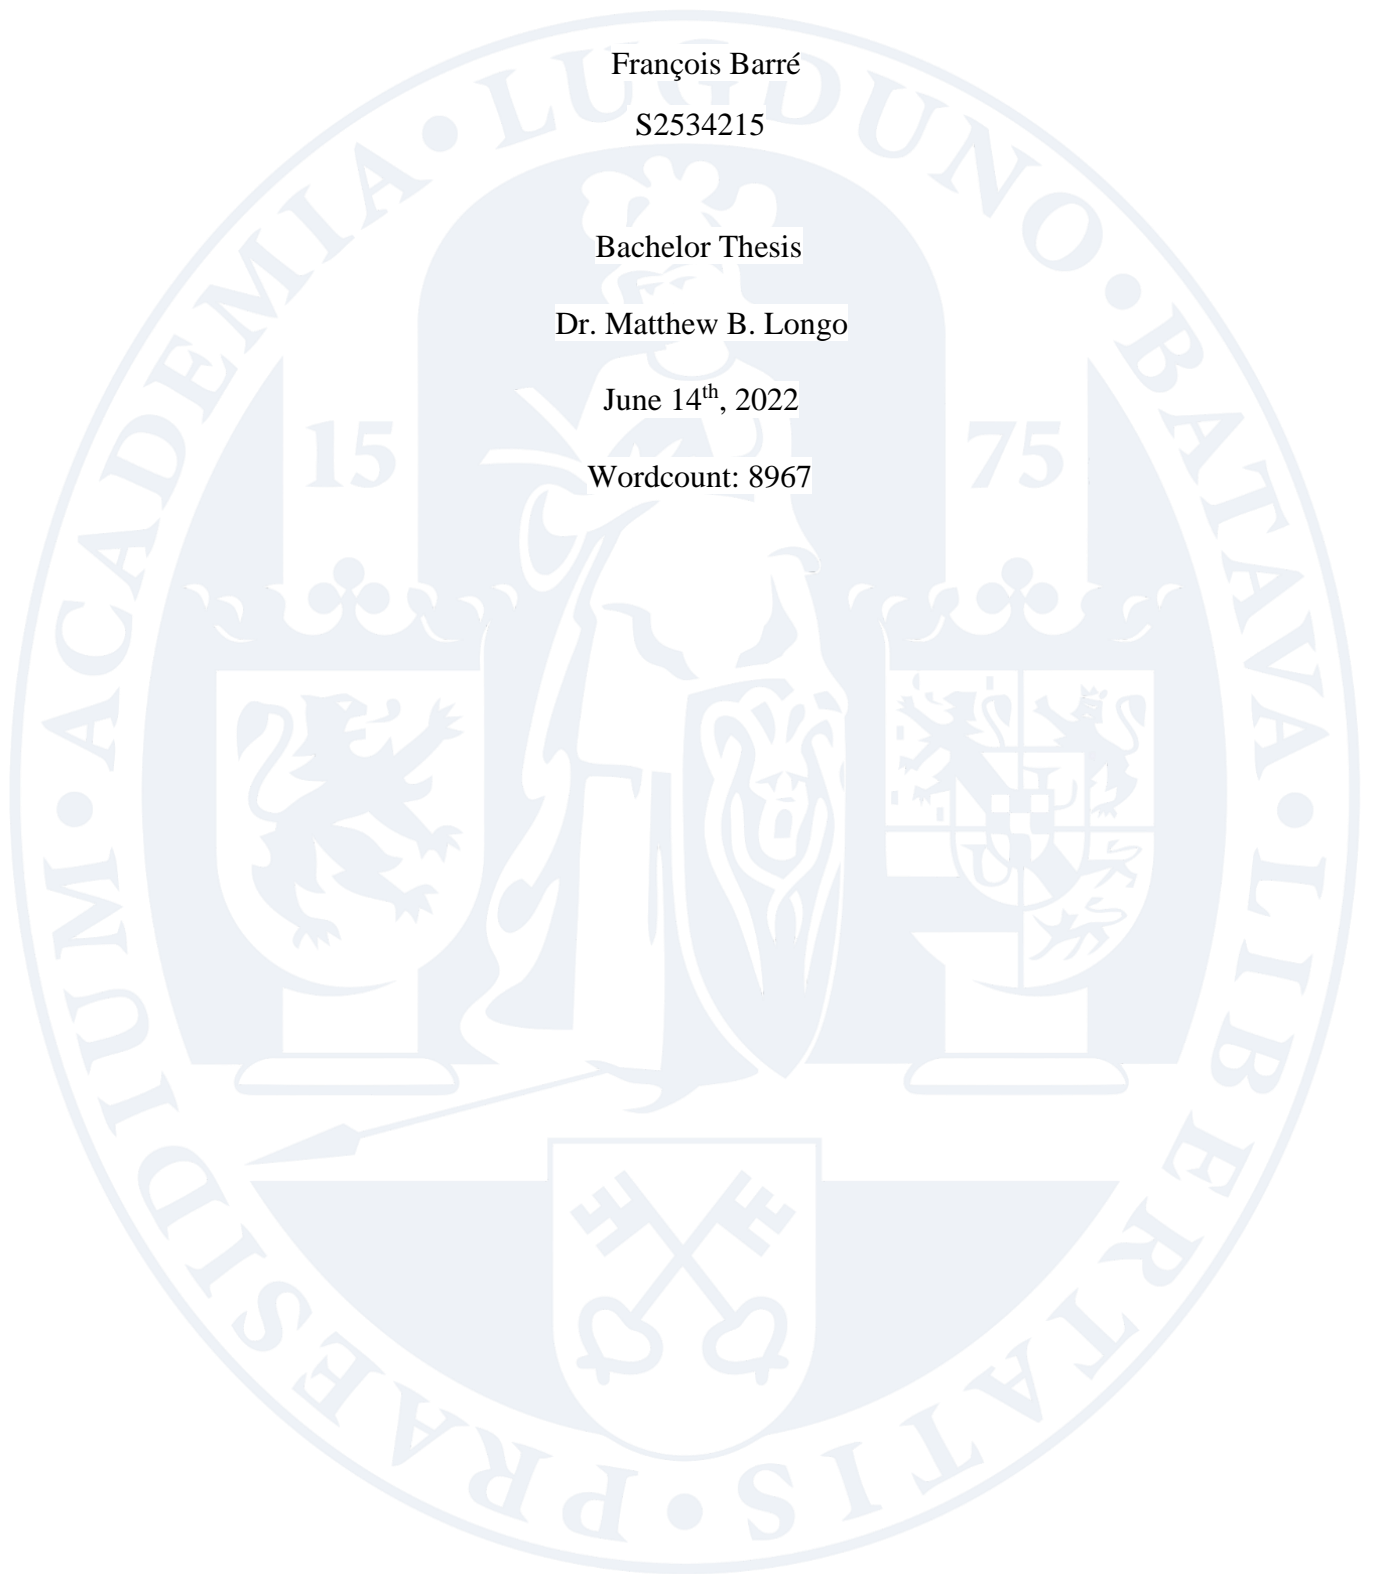 François Barré
S2534215
Bachelor Thesis
Dr. Matthew B. Longo
June 14th, 2022
Wordcount: 8967
15 75
ACADEMIA • LUGDUNO • BATAVA • LIBERTATIS • PRAESIDIUM •